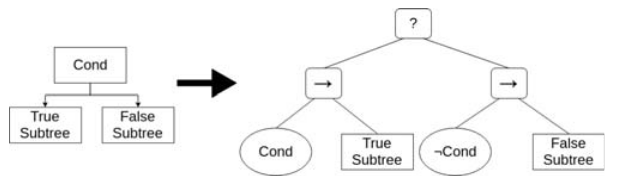 ?
Cond
→
→
True
Subtree
False
Subtree
Cond
True
Subtree
¬Cond
False
Subtree